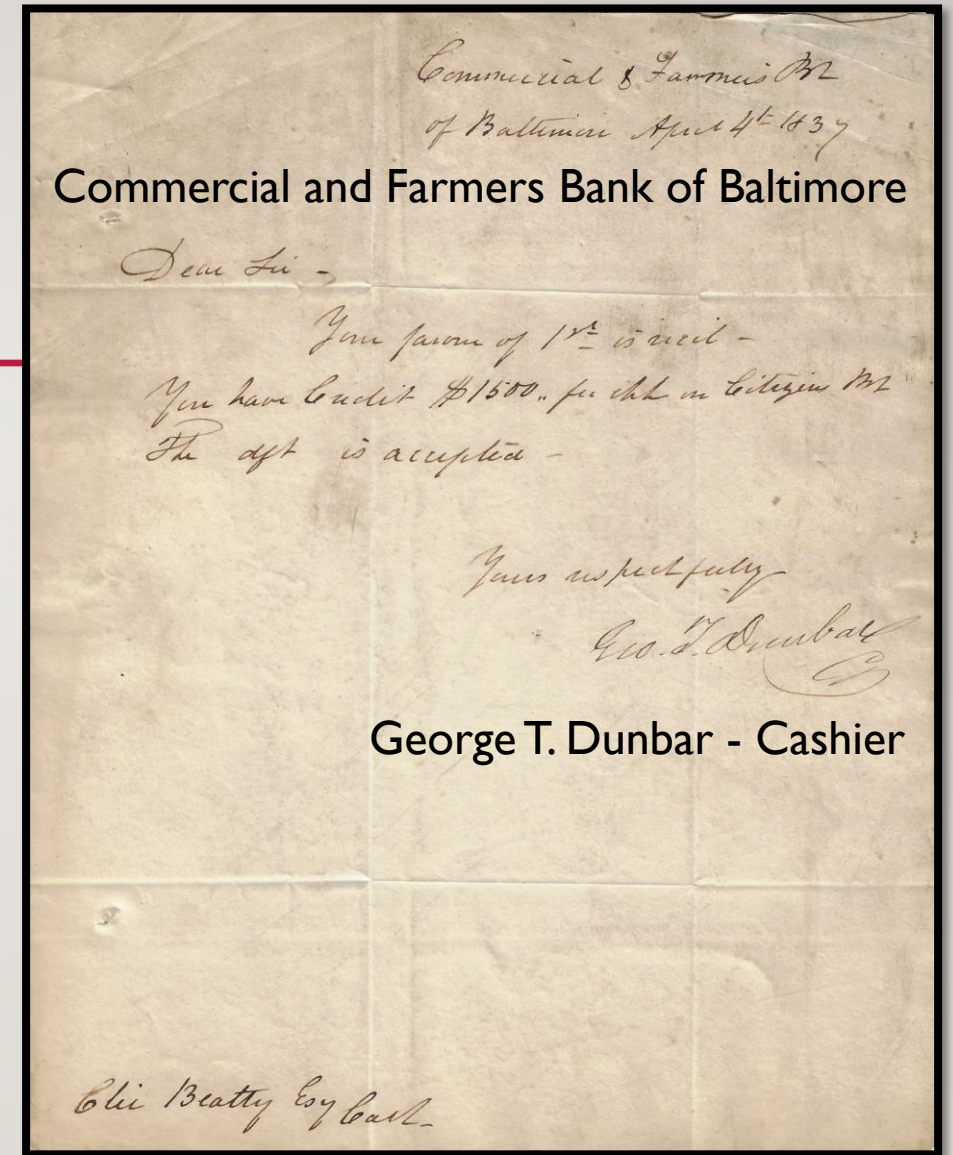 Commercial & Farmers Bk
of Baltimore April 4th 1837
Commercial and Farmers Bank of Baltimore
Dear Sir -
Your favour of 1st is recd -
You have Credit $1500,, for chk on Citizens Bk
The dft is accepted -
Yours respectfully
Geo. T. Dunbar
George T. Dunbar - Cashier
Elie Beatty Esq Cash.